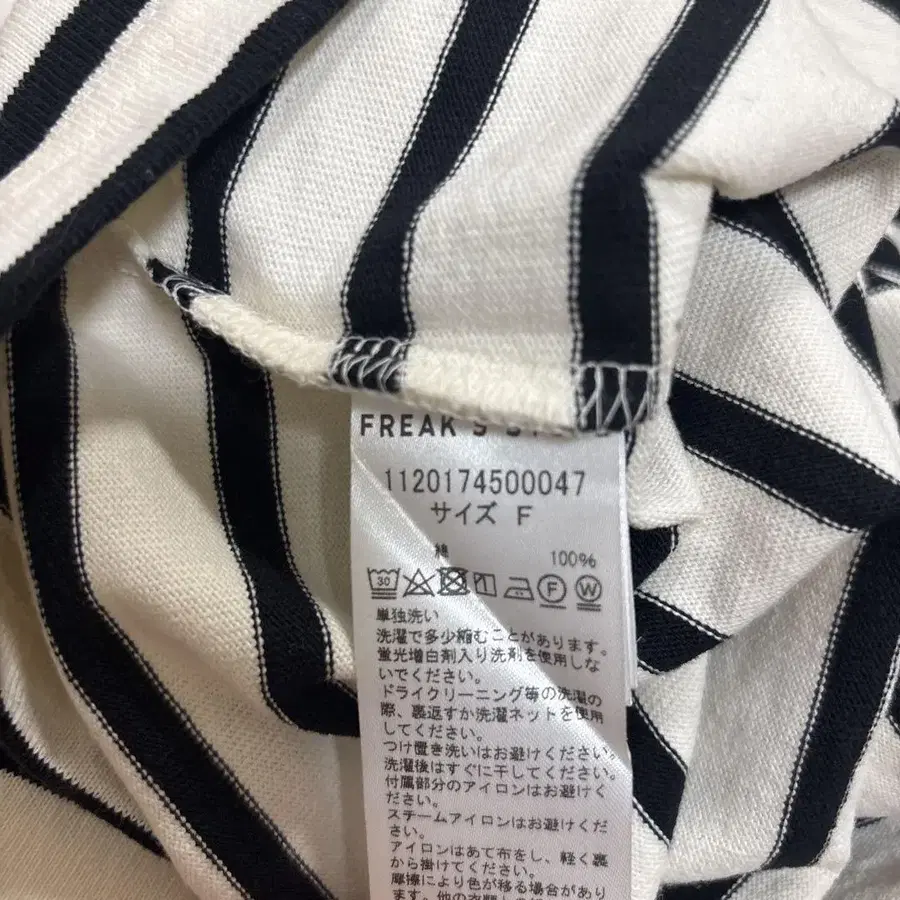 FREAK'S
1120174500047
サイズ F
綿 100%
30 F W
単独洗い
洗濯で多少縮むことがあります。
蛍光増白剤入り洗剤を使用しな
いでください。
ドライクリーニング等の洗濯の
際、裏返すか洗濯ネットを使用
してください。
つけ置き洗いはお避けください。
洗濯後はすぐに干してください。
付属部分のアイロンはお避けく
ださい。
スチームアイロンはお避けくだ
さい。
アイロンはあて布をし、軽く裏
から掛けてください。
摩擦により色が移る場合があり
ます。他の衣類